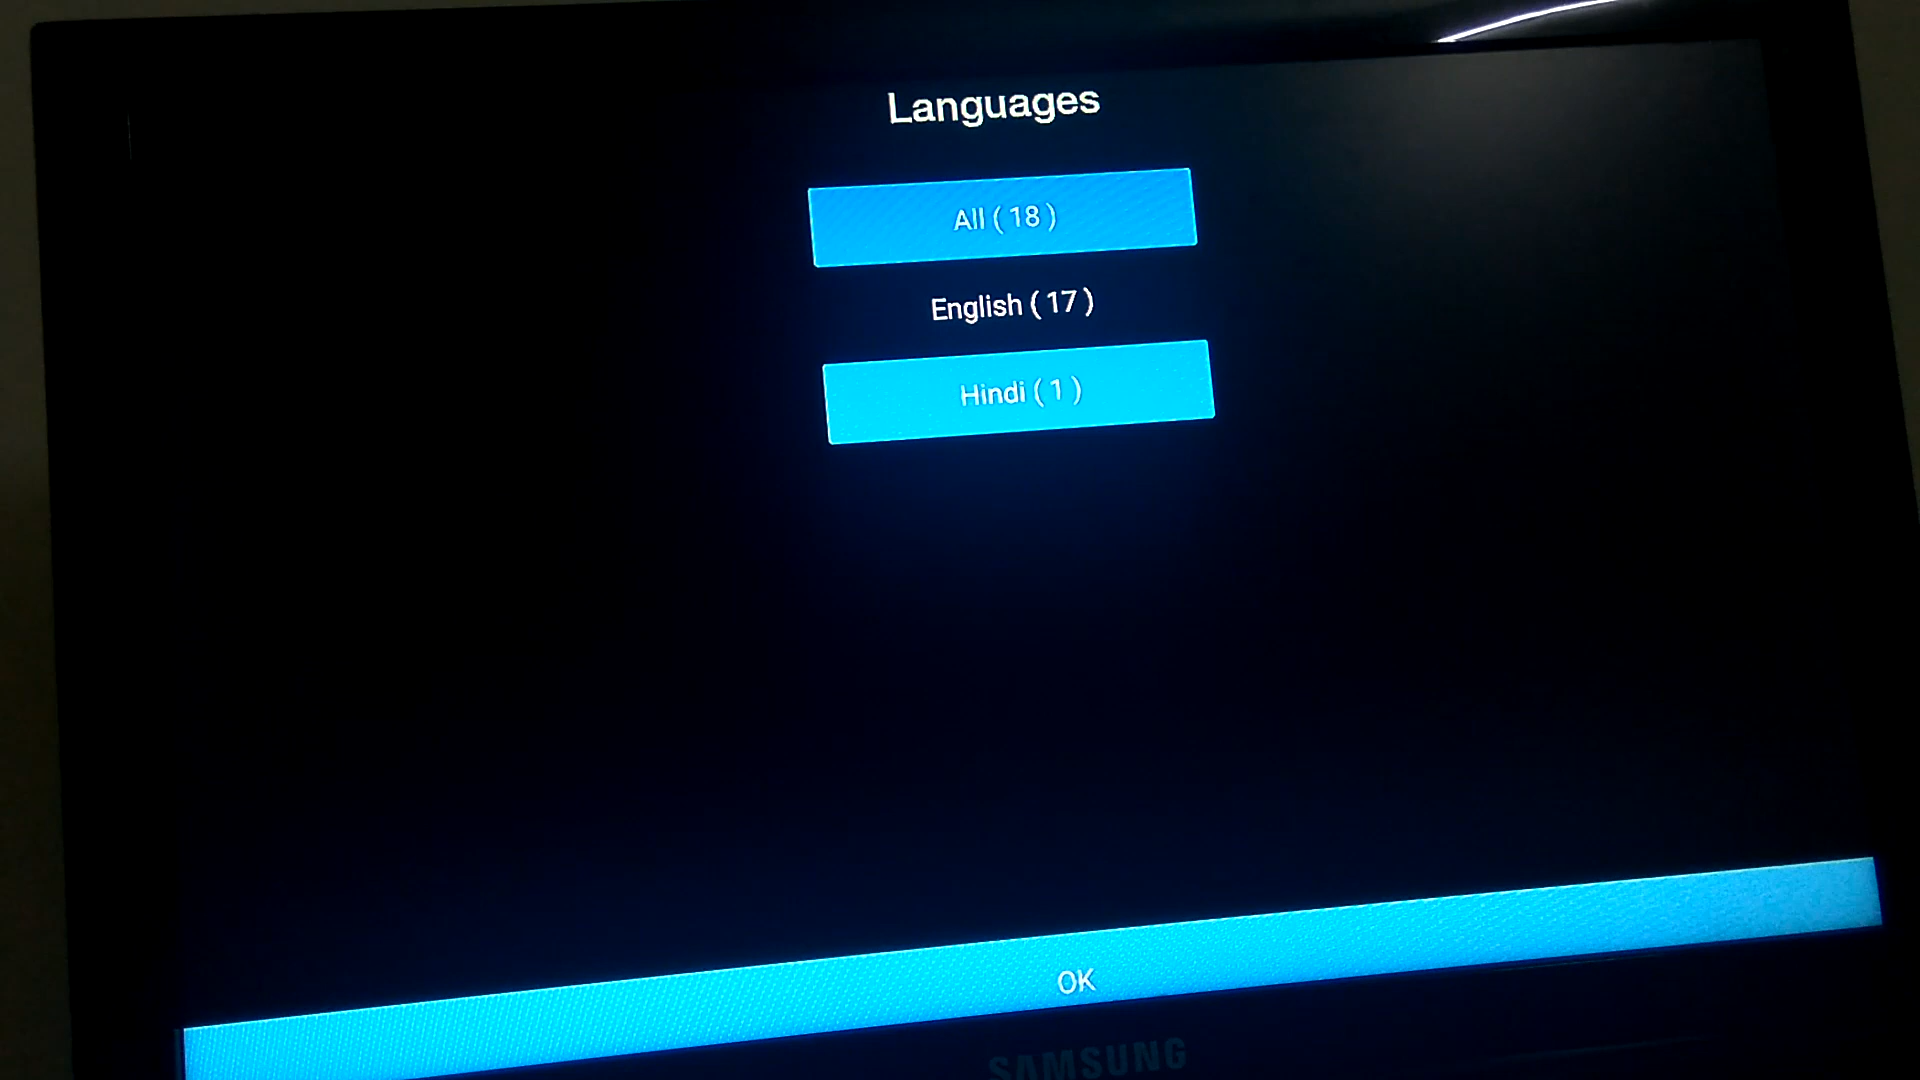 Languages
All ( 18 )
English ( 17 )
Hindi ( 1 )
OK
SAMSUNG